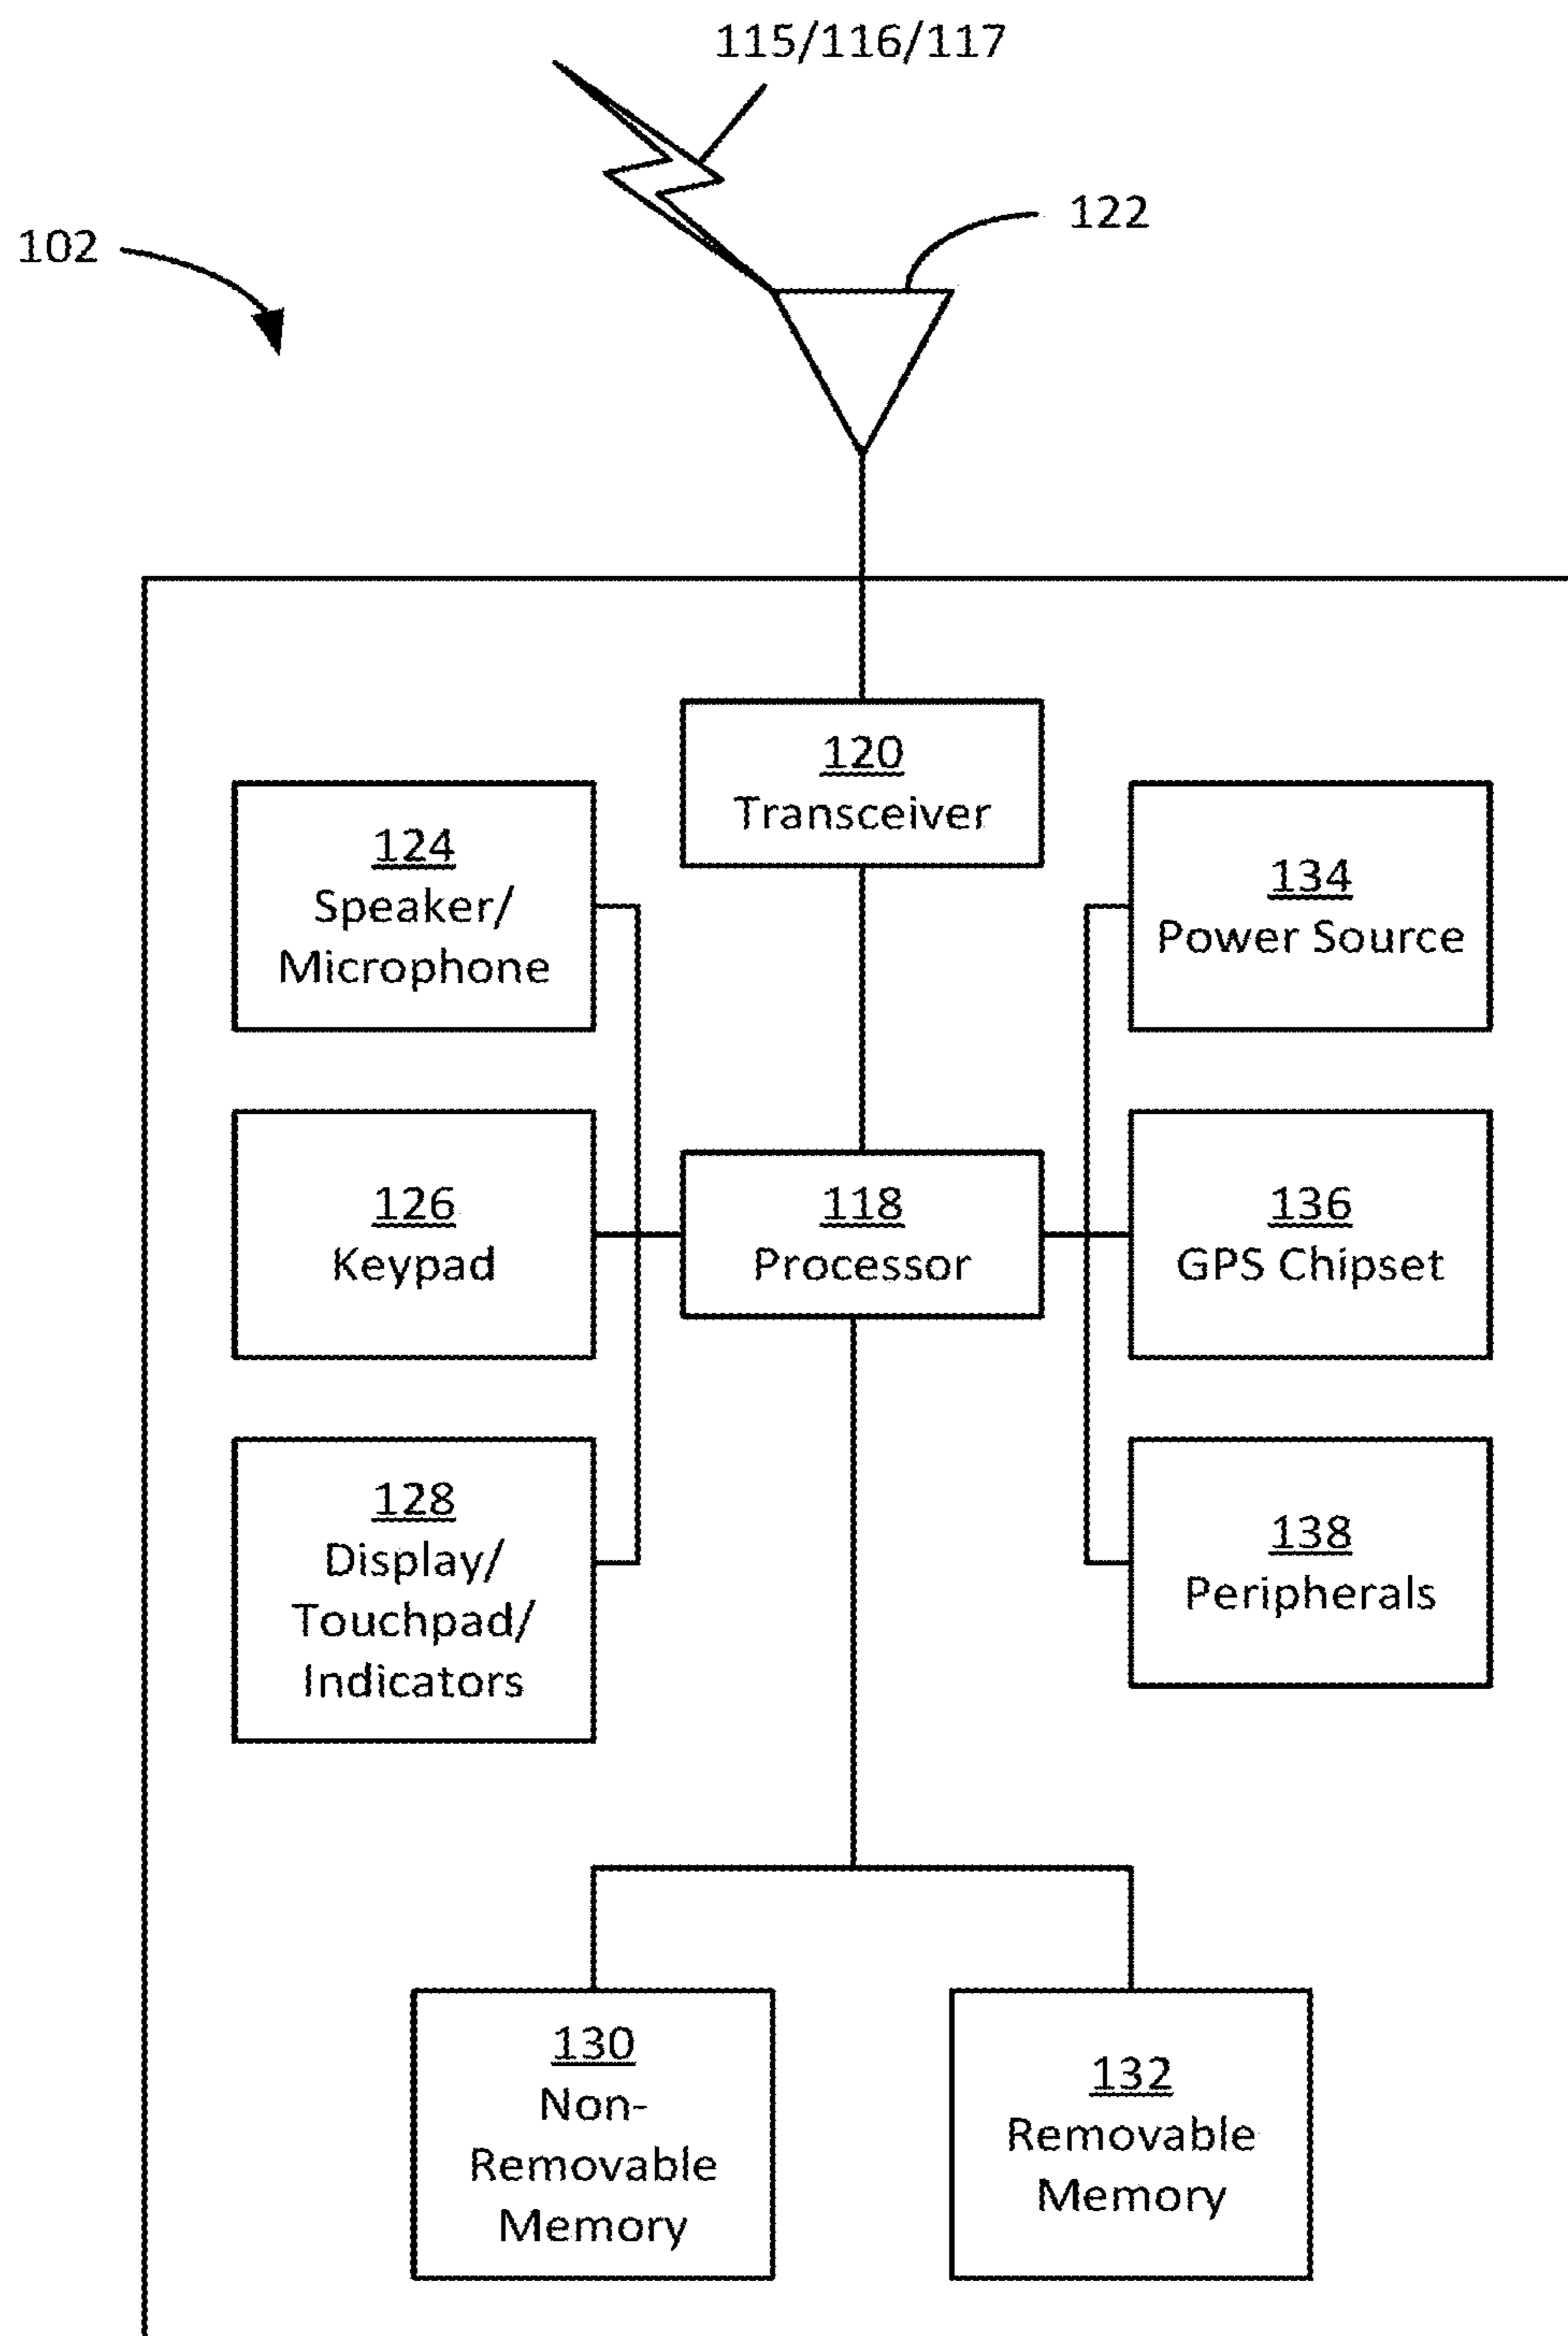 115/116/117
122
102
120
Transceiver
124
Speaker/
Microphone
134
Power Source
126
Keypad
118
Processor
136
GPS Chipset
128
Display/
Touchpad/
Indicators
138
Peripherals
130
Non-
Removable
Memory
132
Removable
Memory